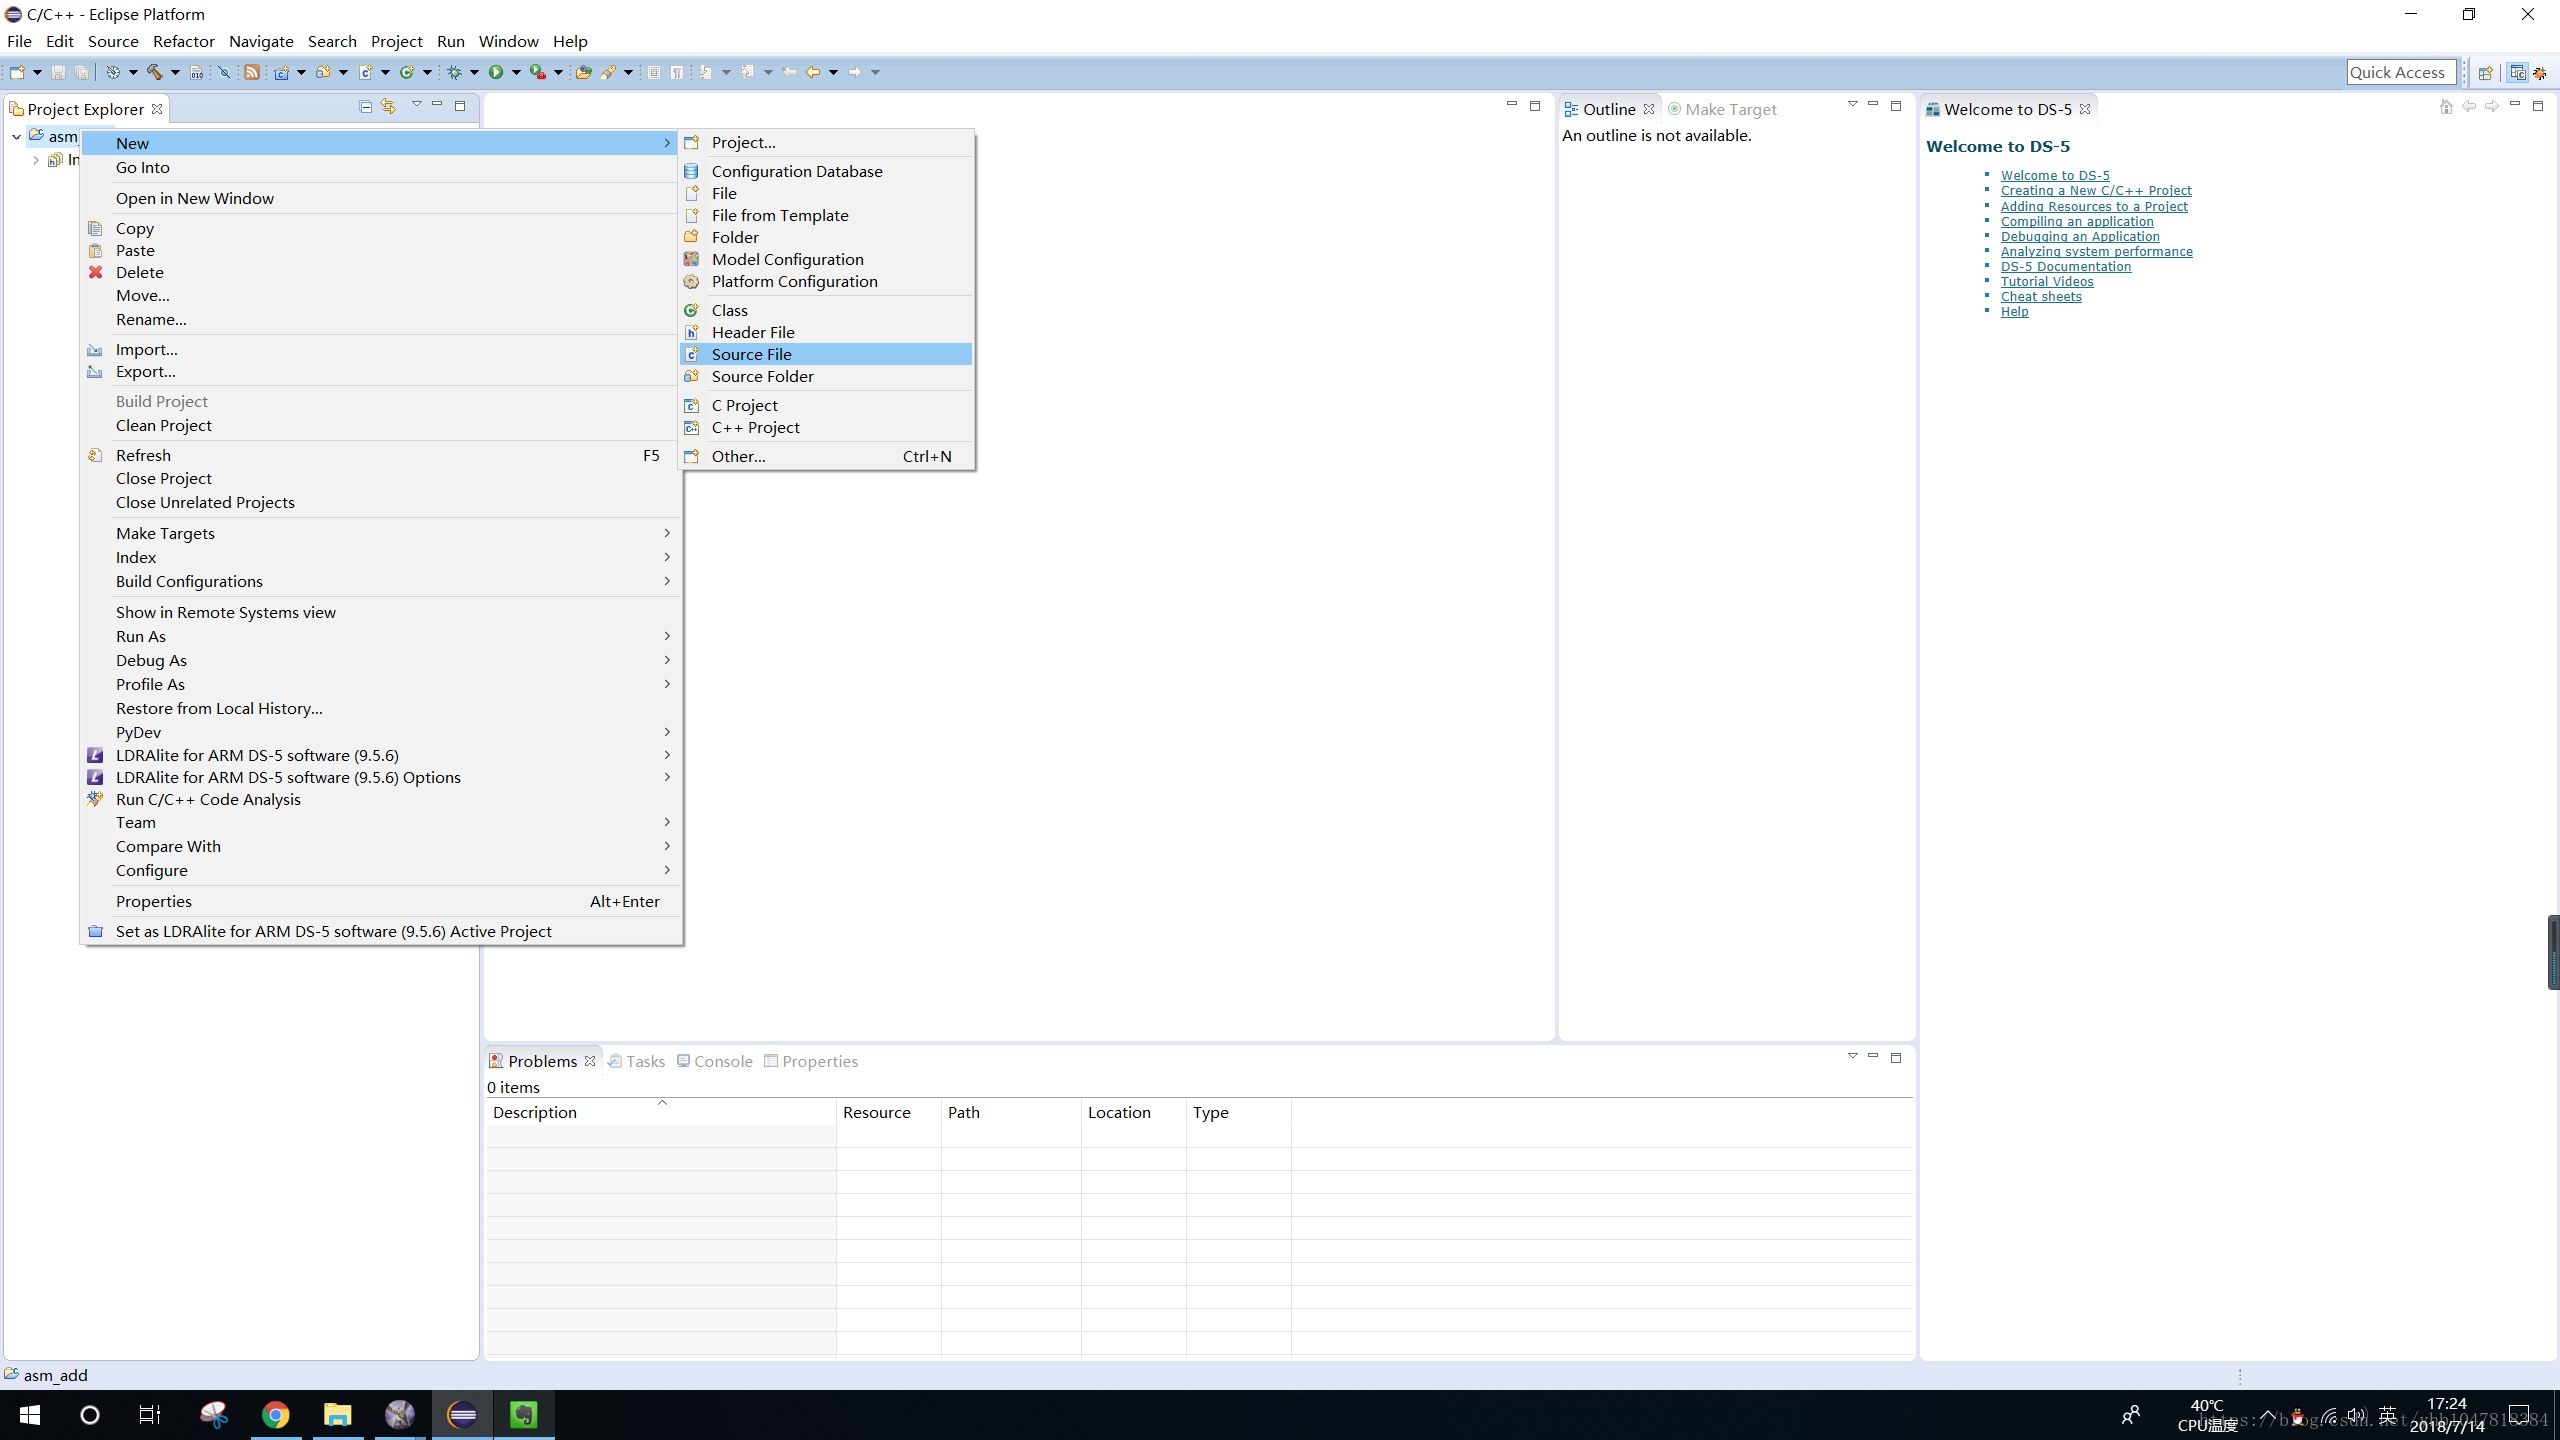 C/C++ - Eclipse Platform
File Edit Source Refactor Navigate Search Project Run Window Help
Quick Access
Project Explorer
asm_
In
New
Go Into
Open in New Window
Copy
Paste
Delete
Move...
Rename...
Import...
Export...
Build Project
Clean Project
Refresh F5
Close Project
Close Unrelated Projects
Make Targets
Index
Build Configurations
Show in Remote Systems view
Run As
Debug As
Profile As
Restore from Local History...
PyDev
LDRAlite for ARM DS-5 software (9.5.6)
LDRAlite for ARM DS-5 software (9.5.6) Options
Run C/C++ Code Analysis
Team
Compare With
Configure
Properties Alt+Enter
Set as LDRAlite for ARM DS-5 software (9.5.6) Active Project
Project...
Configuration Database
File
File from Template
Folder
Model Configuration
Platform Configuration
Class
Header File
Source File
Source Folder
C Project
C++ Project
Other... Ctrl+N
Outline Make Target
An outline is not available.
Welcome to DS-5
Welcome to DS-5
Welcome to DS-5
Creating a New C/C++ Project
Adding Resources to a Project
Compiling an application
Debugging an Application
Analyzing system performance
DS-5 Documentation
Tutorial Videos
Cheat sheets
Help
Problems Tasks Console Properties
0 items
Description Resource Path Location Type
asm_add
40℃
CPU温度
英
17:24
2018/7/14
https://blog.csdn.net/yhb1047818384